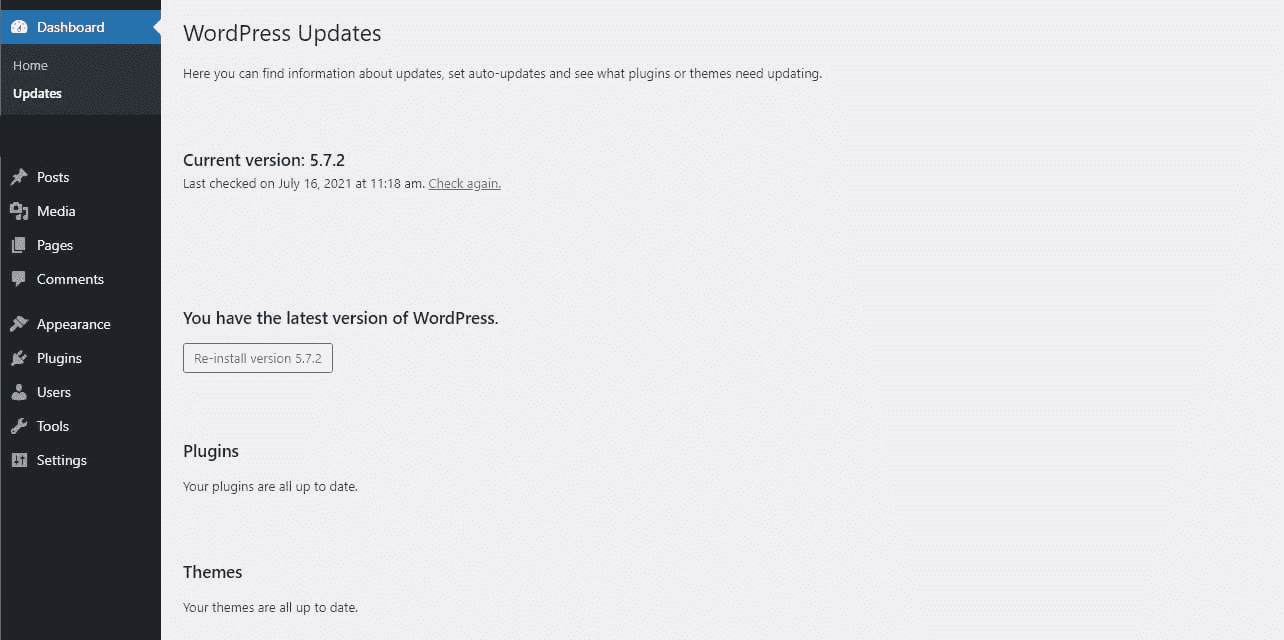 Dashboard
Home
Updates
Posts
Media
Pages
Comments
Appearance
Plugins
Users
Tools
Settings
WordPress Updates
Here you can find information about updates, set auto-updates and see what plugins or themes need updating.
Current version: 5.7.2
Last checked on July 16, 2021 at 11:18 am. Check again.
You have the latest version of WordPress.
Re-install version 5.7.2
Plugins
Your plugins are all up to date.
Themes
Your themes are all up to date.